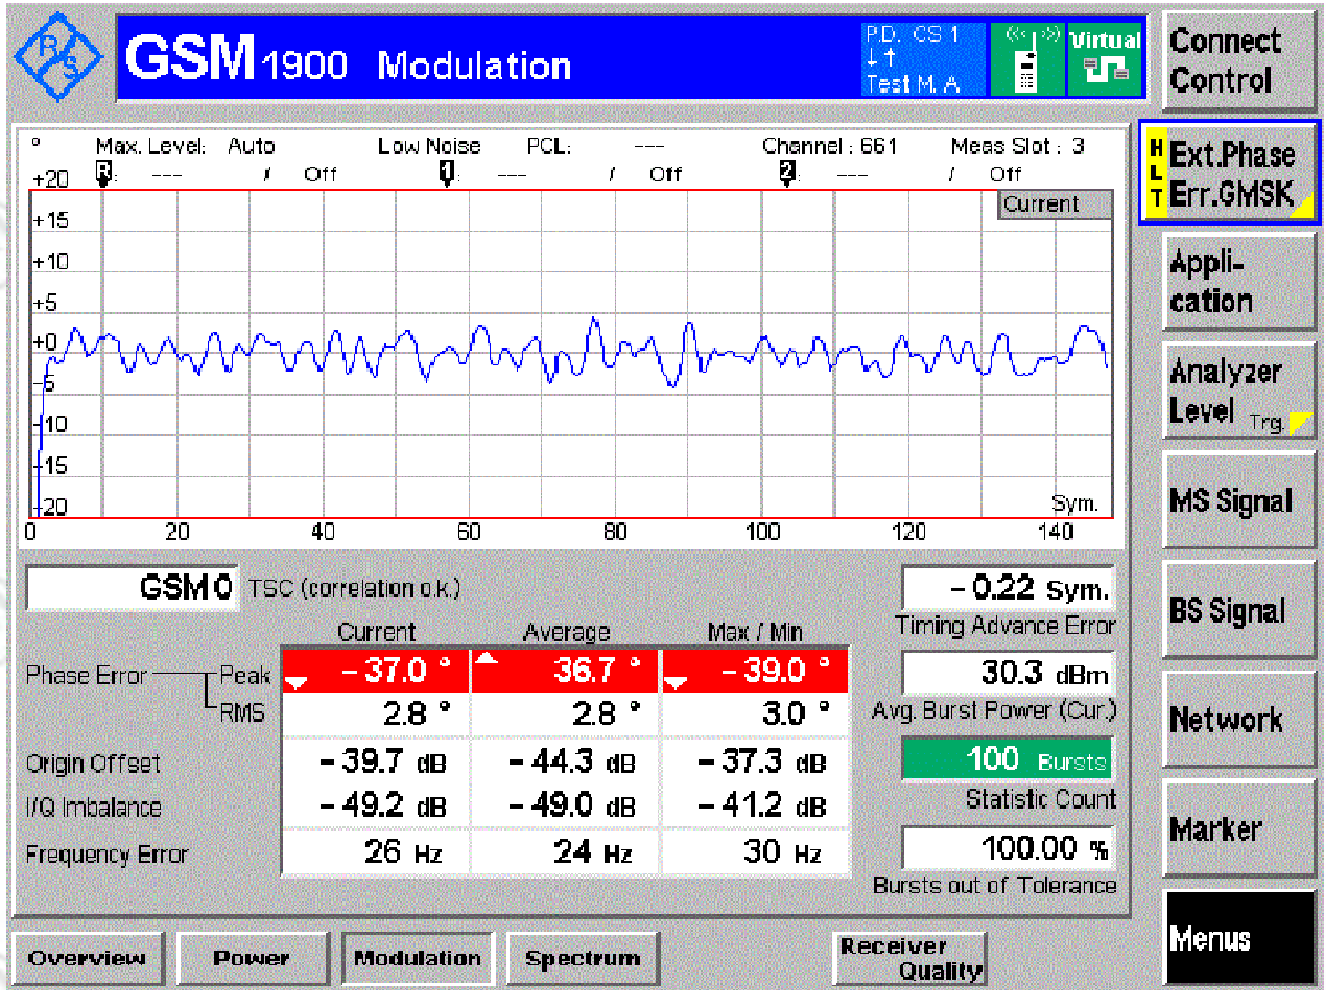 R&S
GSM 1900 Modulation
P.D. CS 1
↓↑
Test M. A.
Virtual
Connect
Control
° Max. Level: Auto Low Noise PCL: --- Channel : 661 Meas Slot : 3
R : --- / Off 1 : --- / Off 2 : --- / Off
+20
Current
+15
+10
+5
+0
-5
-10
-15
-20
Sym.
0 20 40 60 80 100 120 140
HLT
Ext.Phase
Err.GMSK
Appli-
cation
Analyzer
Level Trg.
MS Signal
BS Signal
Network
Marker
Menus
GSM 0 TSC (correlation o.k.)
- 0.22 Sym.
Timing Advance Error
Current Average Max / Min
Phase Error Peak - 37.0 ° 36.7 ° - 39.0 °
30.3 dBm
RMS 2.8 ° 2.8 ° 3.0 °
Avg. Burst Power (Cur.)
Origin Offset - 39.7 dB - 44.3 dB - 37.3 dB
100 Bursts
I/Q Imbalance - 49.2 dB - 49.0 dB - 41.2 dB
Statistic Count
Frequency Error 26 Hz 24 Hz 30 Hz
100.00 %
Bursts out of Tolerance
Overview Power Modulation Spectrum
Receiver
Quality